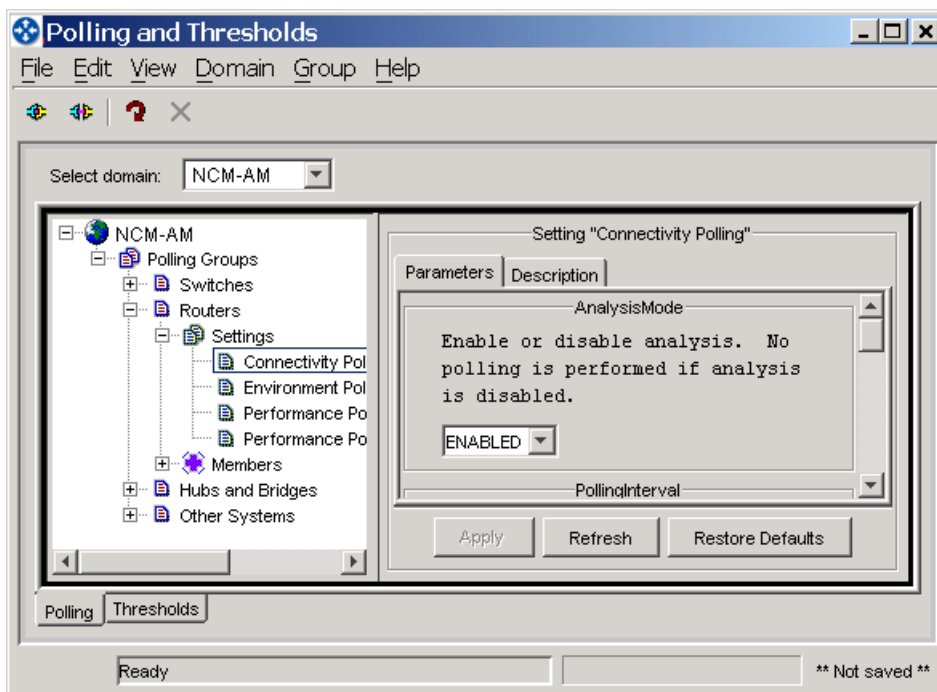 Polling and Thresholds
File Edit View Domain Group Help
Select domain: NCM-AM
NCM-AM
Polling Groups
Switches
Routers
Settings
Connectivity Pol
Environment Pol
Performance Po
Performance Po
Members
Hubs and Bridges
Other Systems
Setting "Connectivity Polling"
Parameters Description
AnalysisMode
Enable or disable analysis. No
polling is performed if analysis
is disabled.
ENABLED
PollingInterval
Apply Refresh Restore Defaults
Polling Thresholds
Ready ** Not saved **